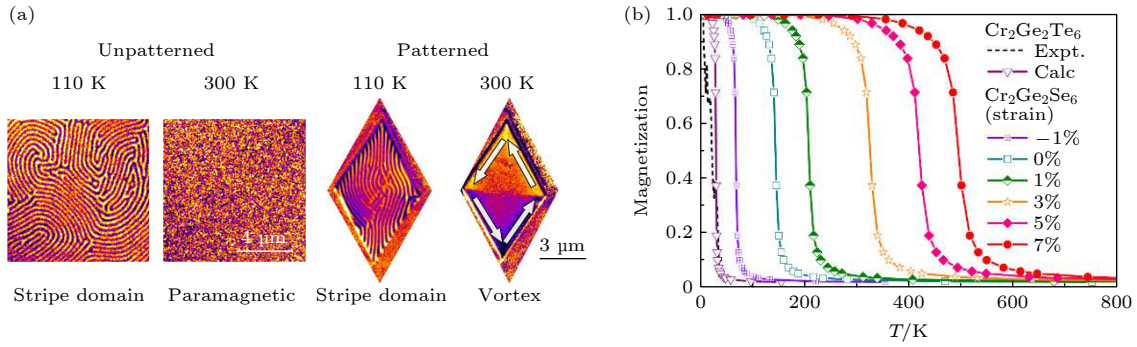 (a)
Unpatterned
Patterned
110 K
300 K
110 K
300 K
4 μm
3 μm
Stripe domain
Paramagnetic
Stripe domain
Vortex
(b)
Magnetization
1.0
0.8
0.6
0.4
0.2
0
0
200
400
600
800
T/K
Cr₂Ge₂Te₆
Expt.
Calc
Cr₂Ge₂Se₆
(strain)
−1%
0%
1%
3%
5%
7%